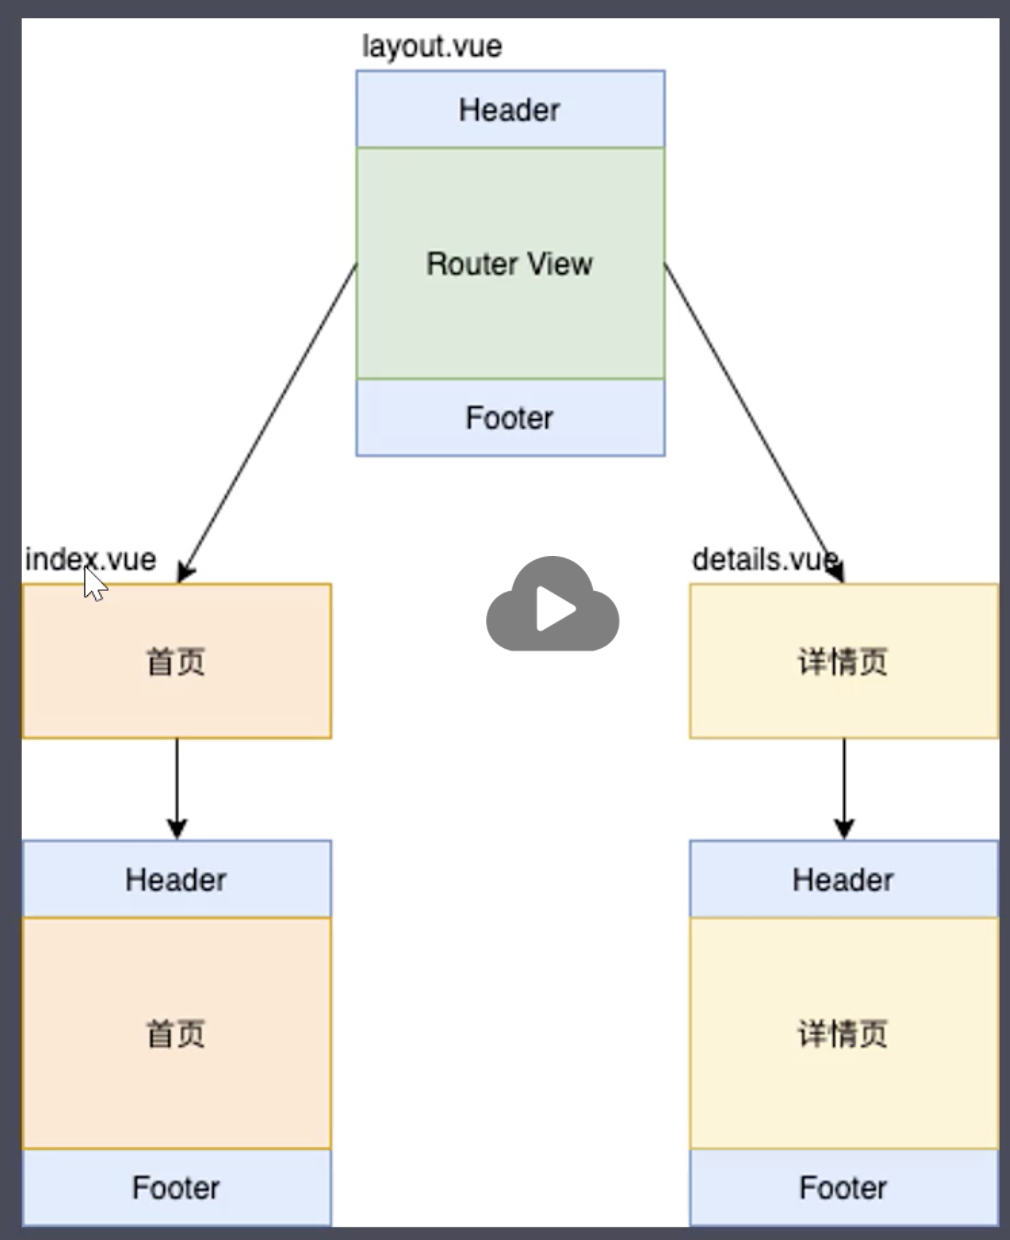 layout.vue
Header
Router View
Footer
index.vue
details.vue
首页
详情页
Header
Header
首页
详情页
Footer
Footer